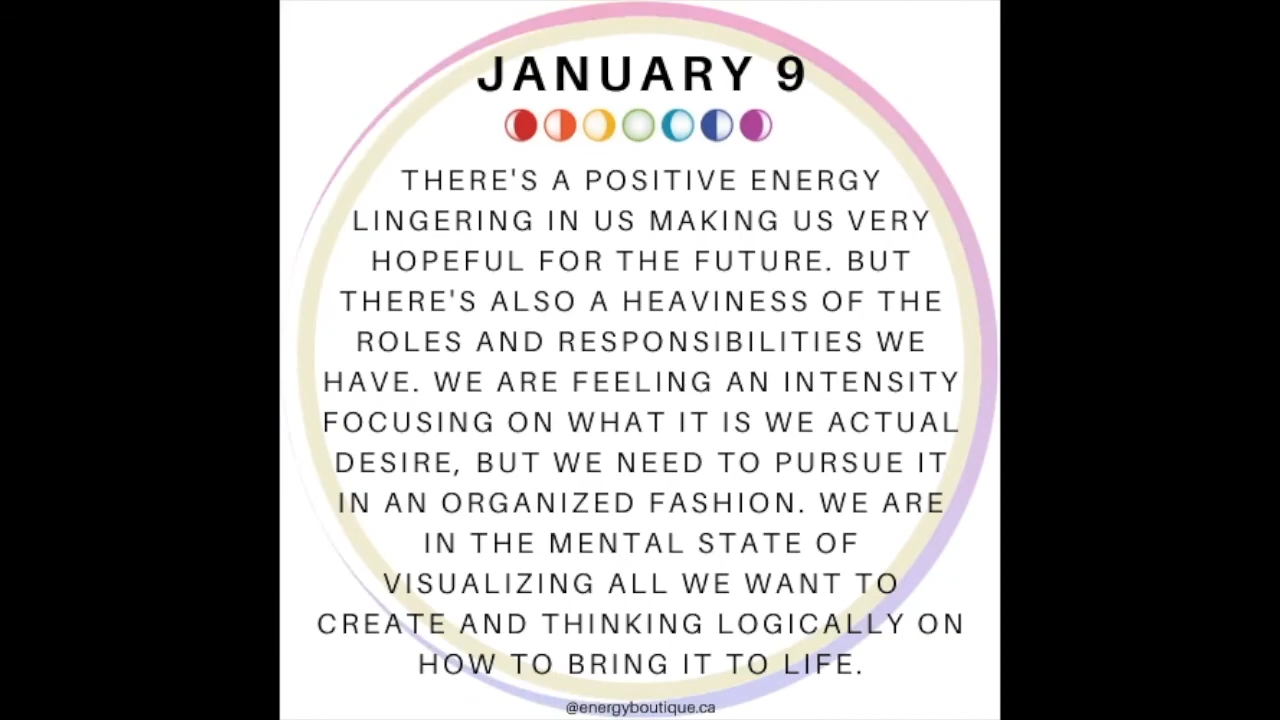 JANUARY 9
THERE'S A POSITIVE ENERGY
LINGERING IN US MAKING US VERY
HOPEFUL FOR THE FUTURE. BUT
THERE'S ALSO A HEAVINESS OF THE
ROLES AND RESPONSIBILITIES WE
HAVE. WE ARE FEELING AN INTENSITY
FOCUSING ON WHAT IT IS WE ACTUAL
DESIRE, BUT WE NEED TO PURSUE IT
IN AN ORGANIZED FASHION. WE ARE
IN THE MENTAL STATE OF
VISUALIZING ALL WE WANT TO
CREATE AND THINKING LOGICALLY ON
HOW TO BRING IT TO LIFE.
@energyboutique.ca